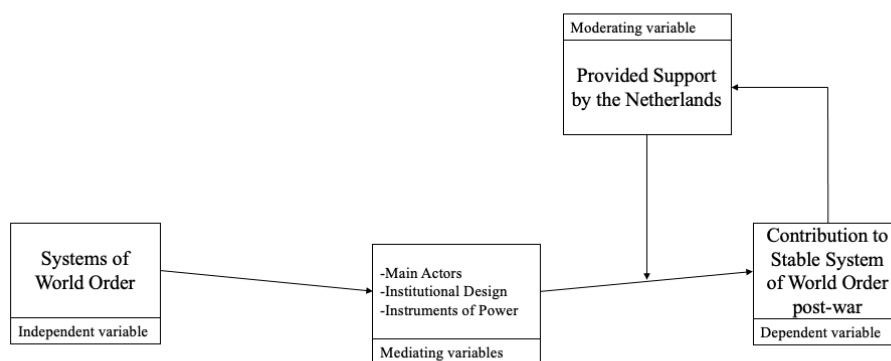 Moderating variable
Provided Support
by the Netherlands
Systems of
World Order
Independent variable
-Main Actors
-Institutional Design
-Instruments of Power
Mediating variables
Contribution to
Stable System
of World Order
post-war
Dependent variable